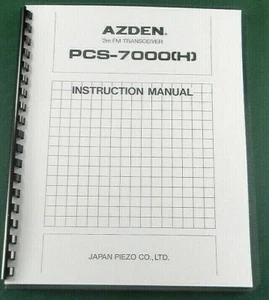 AZDEN®
2m FM TRANSCEIVER
PCS-7000(H)
INSTRUCTION MANUAL
JAPAN PIEZO CO., LTD.